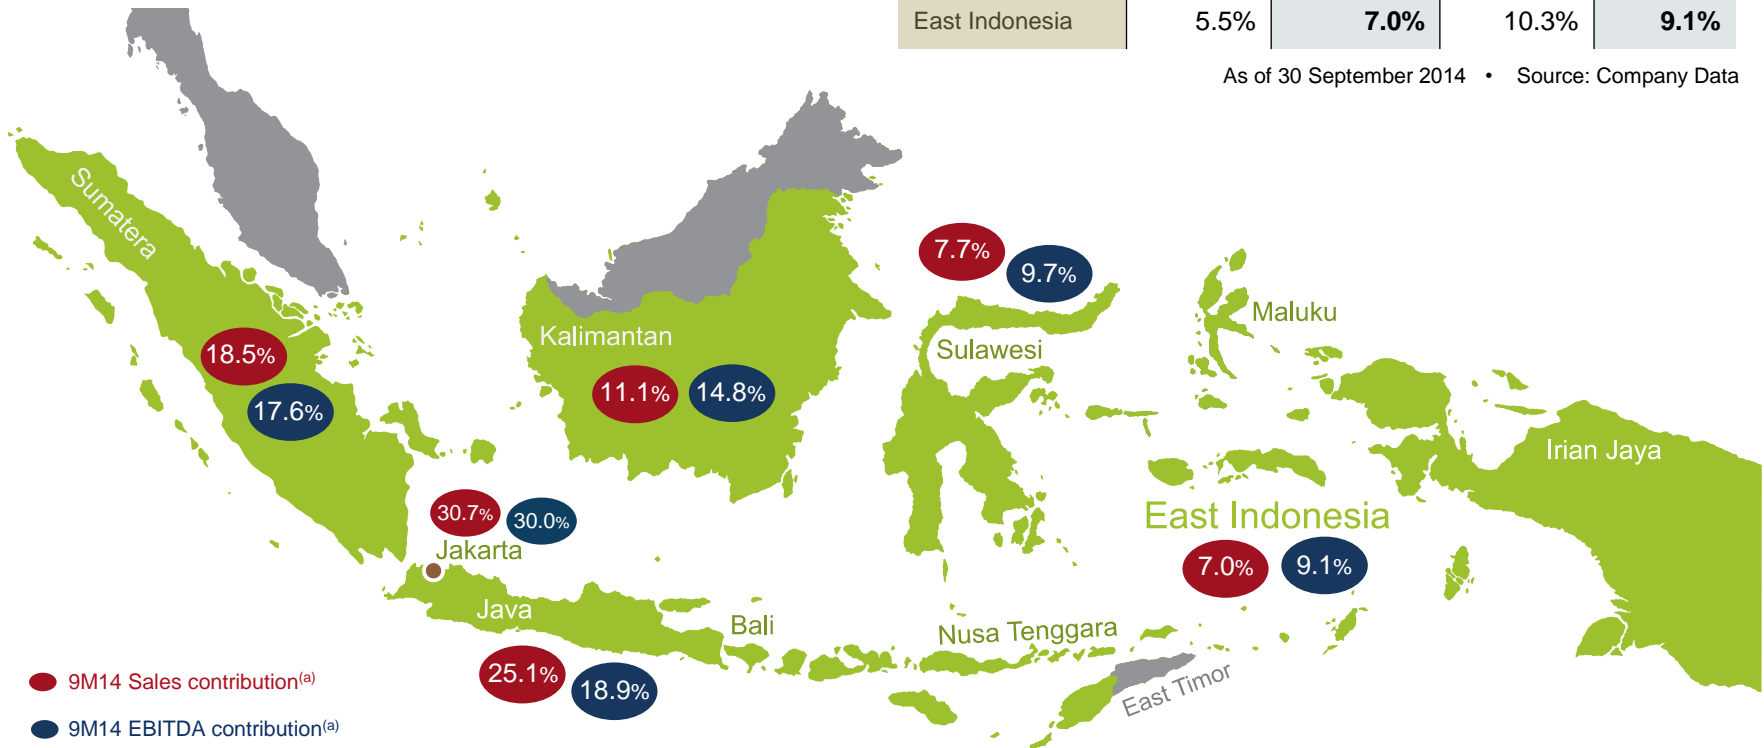 East Indonesia 5.5% 7.0% 10.3% 9.1%
As of 30 September 2014 • Source: Company Data
Sumatera
7.7%
9.7%
Maluku
Kalimantan
Sulawesi
18.5%
11.1% 14.8%
17.6%
Irian Jaya
30.7% 30.0%
East Indonesia
Jakarta
7.0% 9.1%
Java
Bali
Nusa Tenggara
25.1%
18.9%
East Timor
9M14 Sales contribution(a)
9M14 EBITDA contribution(a)